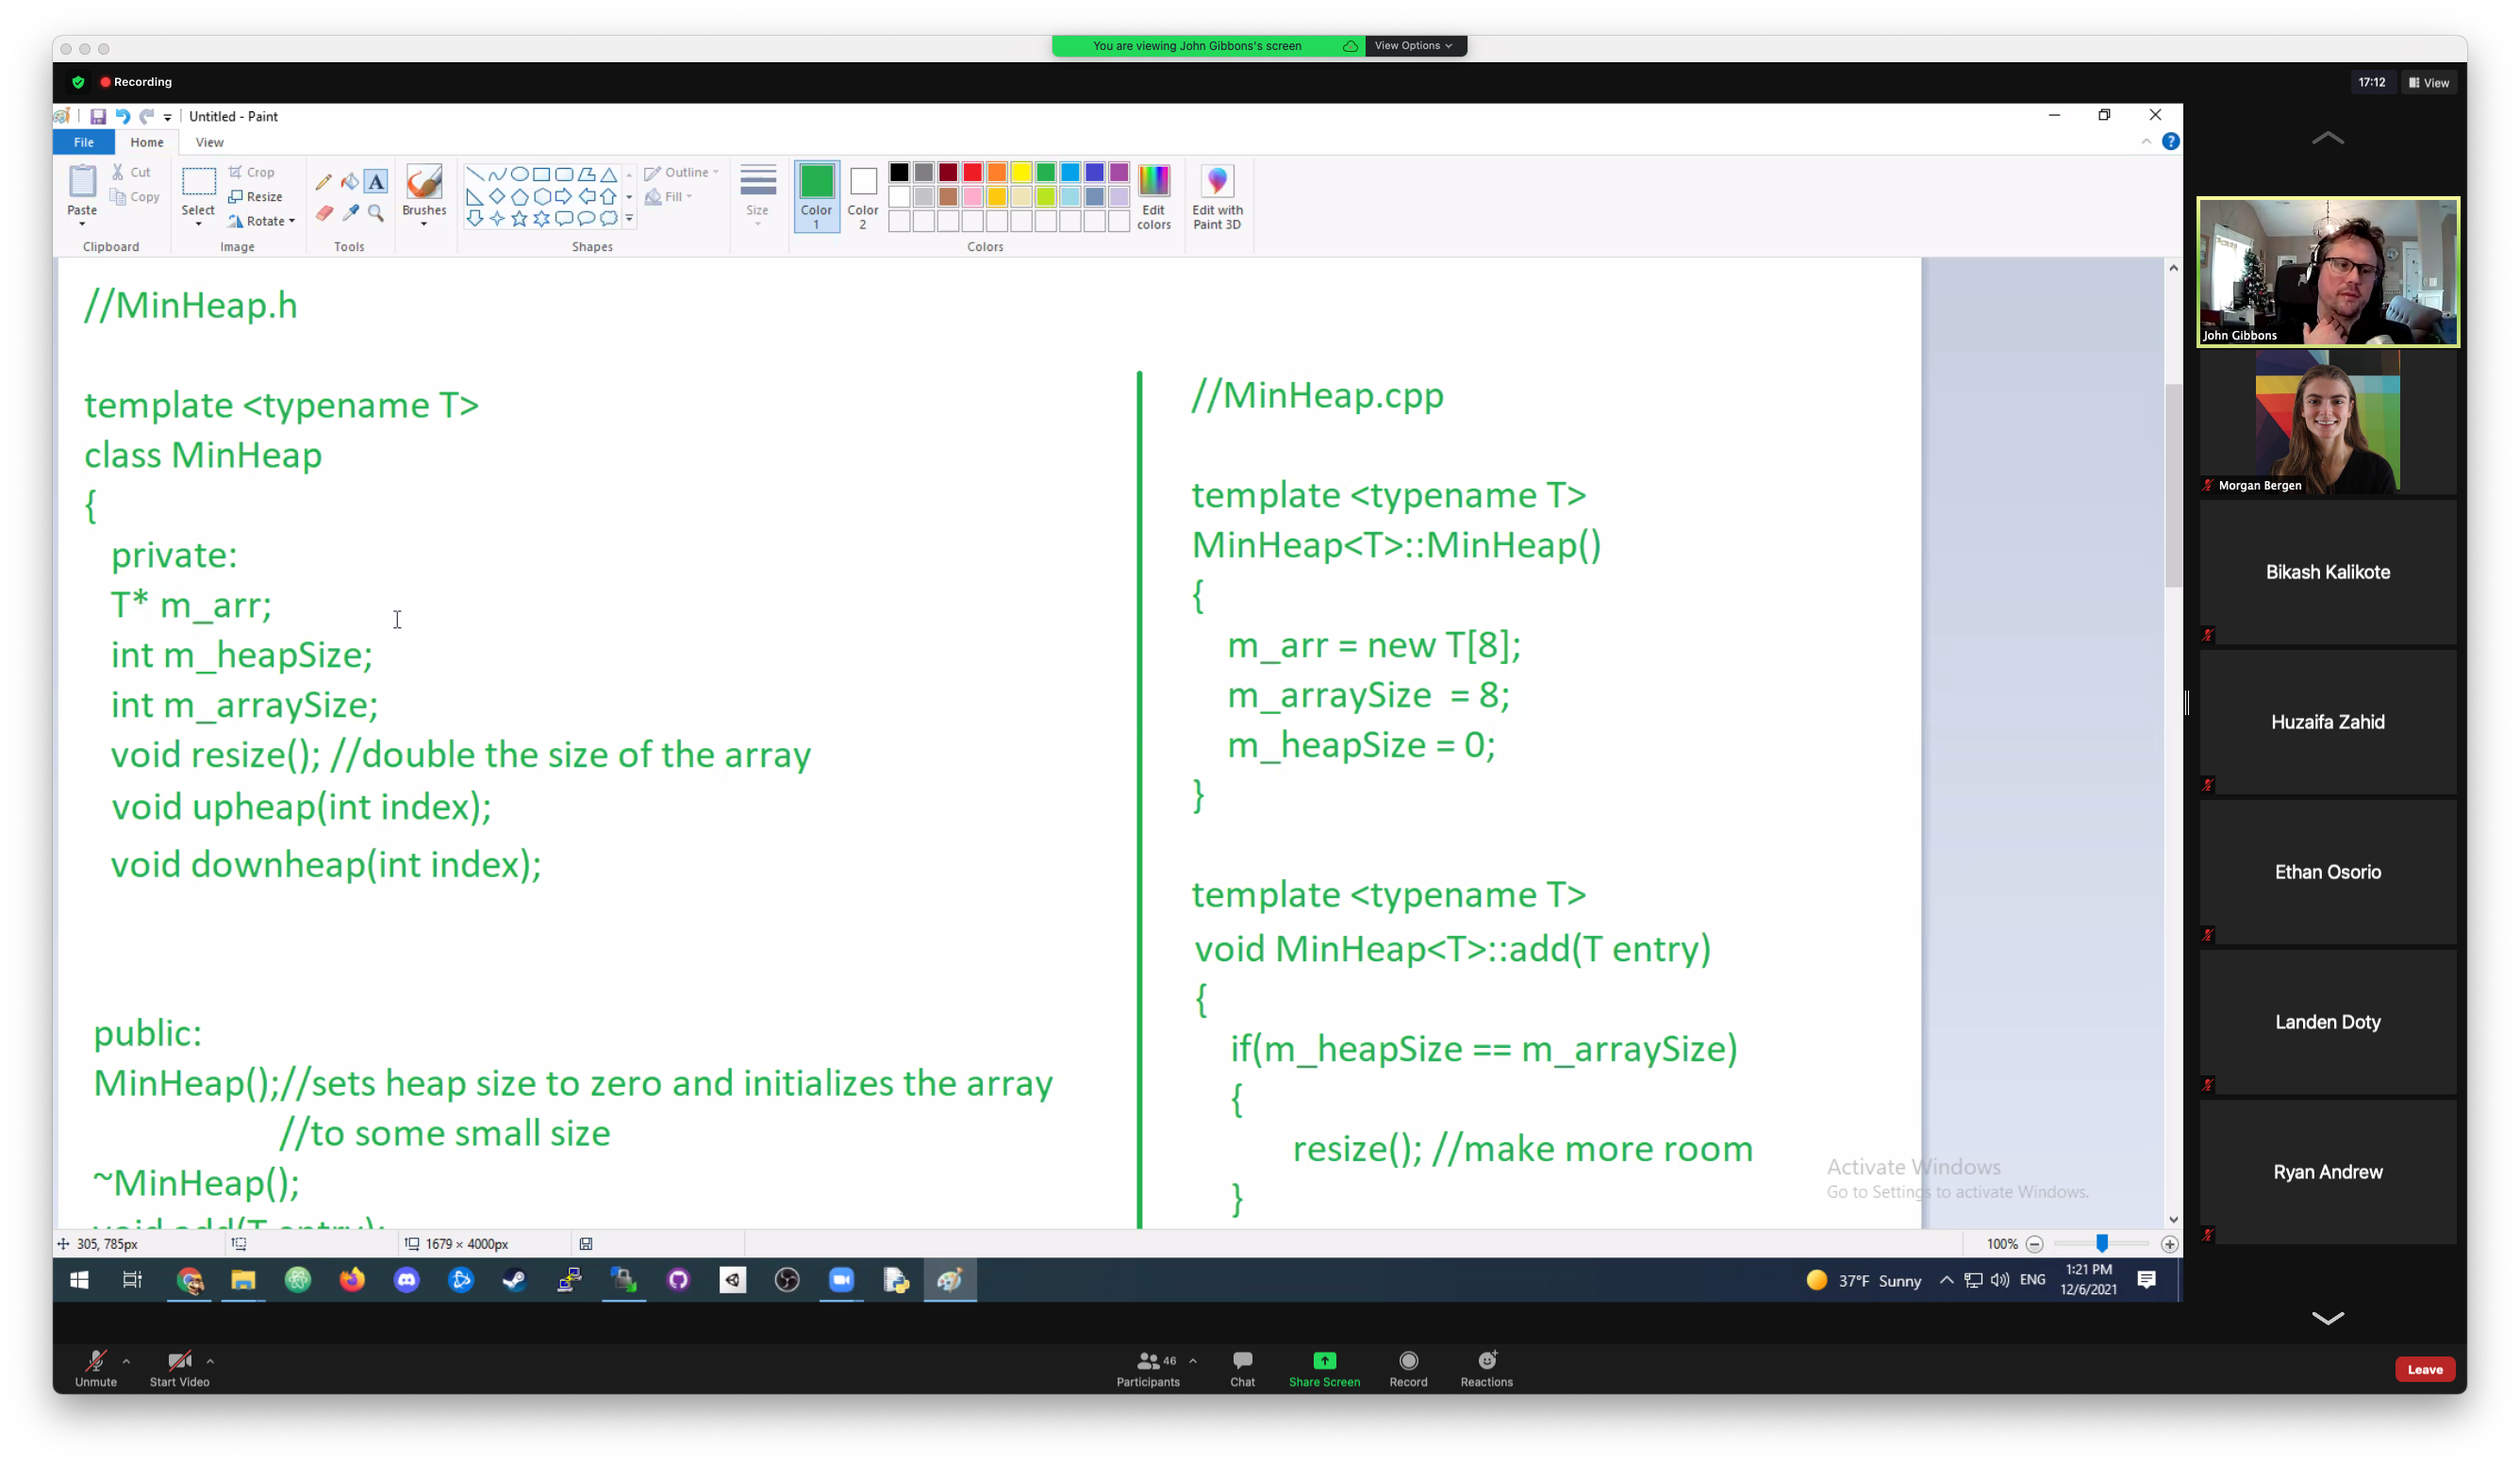 You are viewing John Gibbons's screen
View Options
Recording
17:12
View
Untitled - Paint
File
Home
View
Cut
Copy
Paste
Clipboard
Crop
Resize
Rotate
Select
Image
A
Tools
Brushes
Outline
Fill
Shapes
Size
Color
1
Color
2
Colors
Edit
colors
Edit with
Paint 3D
//MinHeap.h
template <typename T>
class MinHeap
{
private:
T* m_arr;
int m_heapSize;
int m_arraySize;
void resize(); //double the size of the array
void upheap(int index);
void downheap(int index);
public:
MinHeap();//sets heap size to zero and initializes the array
//to some small size
~MinHeap();
void add(T entry);
//MinHeap.cpp
template <typename T>
MinHeap<T>::MinHeap()
{
m_arr = new T[8];
m_arraySize  = 8;
m_heapSize = 0;
}
template <typename T>
void MinHeap<T>::add(T entry)
{
if(m_heapSize == m_arraySize)
{
resize(); //make more room
}
Activate Windows
Go to Settings to activate Windows.
305, 785px
1679 × 4000px
100%
37°F Sunny
ENG
1:21 PM
12/6/2021
John Gibbons
Morgan Bergen
Bikash Kalikote
Huzaifa Zahid
Ethan Osorio
Landen Doty
Ryan Andrew
Unmute
Start Video
46
Participants
Chat
Share Screen
Record
Reactions
Leave